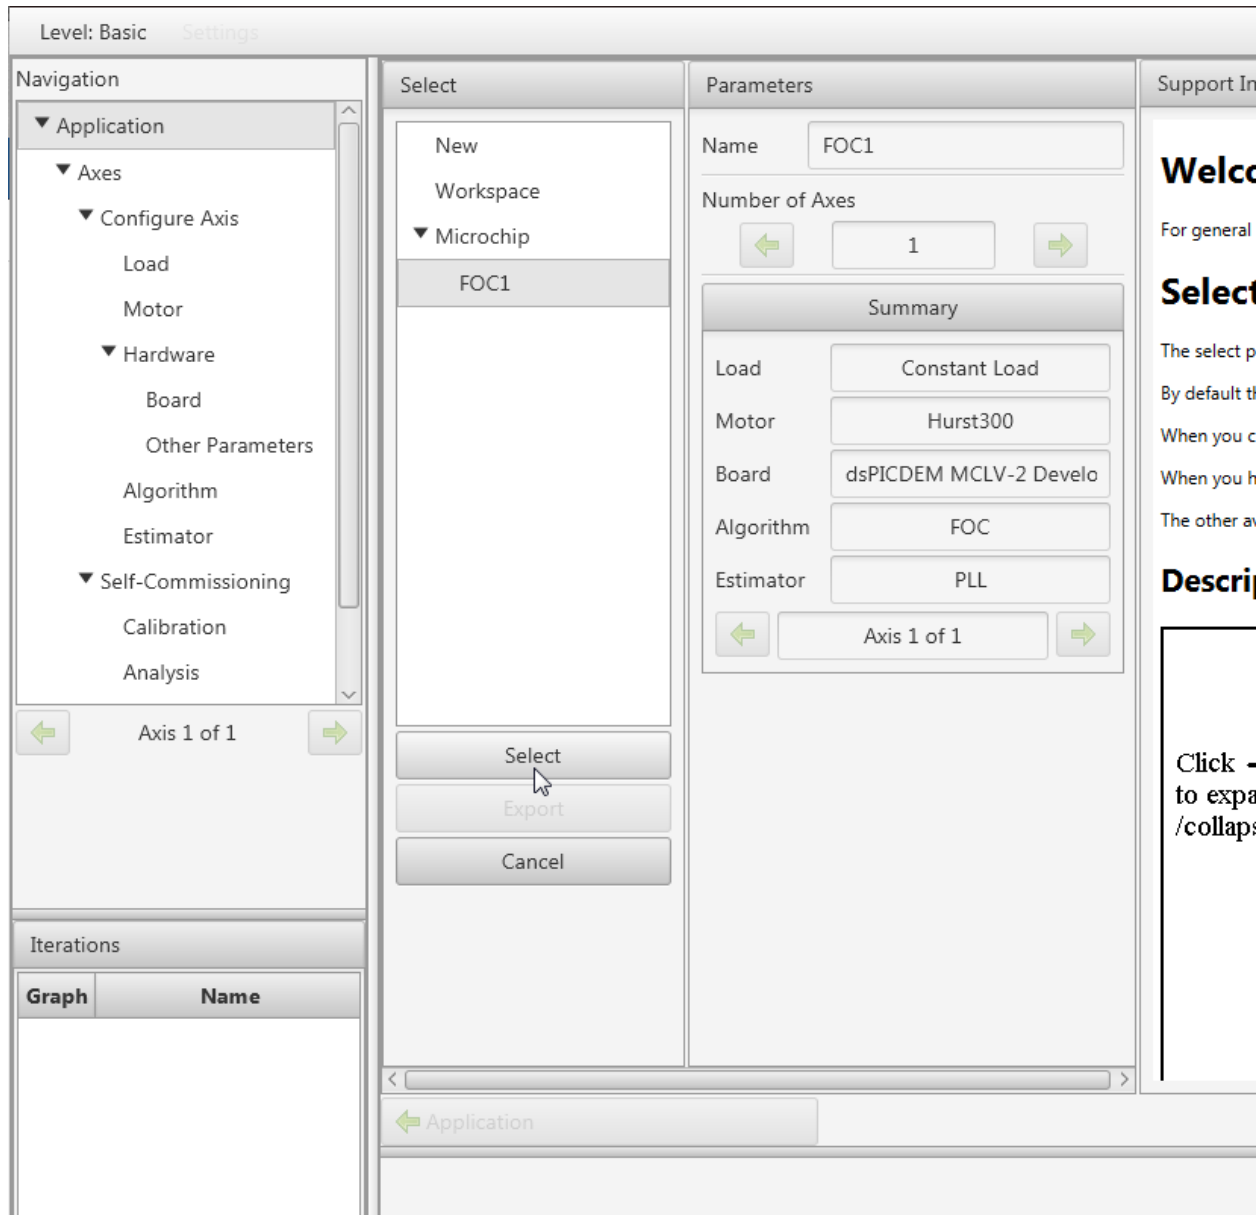 Level: Basic Settings
Navigation
Application
Axes
Configure Axis
Load
Motor
Hardware
Board
Other Parameters
Algorithm
Estimator
Self-Commissioning
Calibration
Analysis
Axis 1 of 1
Iterations
Graph Name
Select
New
Workspace
Microchip
FOC1
Select
Export
Cancel
Parameters
Name FOC1
Number of Axes
1
Summary
Load Constant Load
Motor Hurst300
Board dsPICDEM MCLV-2 Develo
Algorithm FOC
Estimator PLL
Axis 1 of 1
Application
Support In
Welco
For general
Select
The select p
By default th
When you c
When you h
The other av
Descrip
Click -
to expa
/collaps